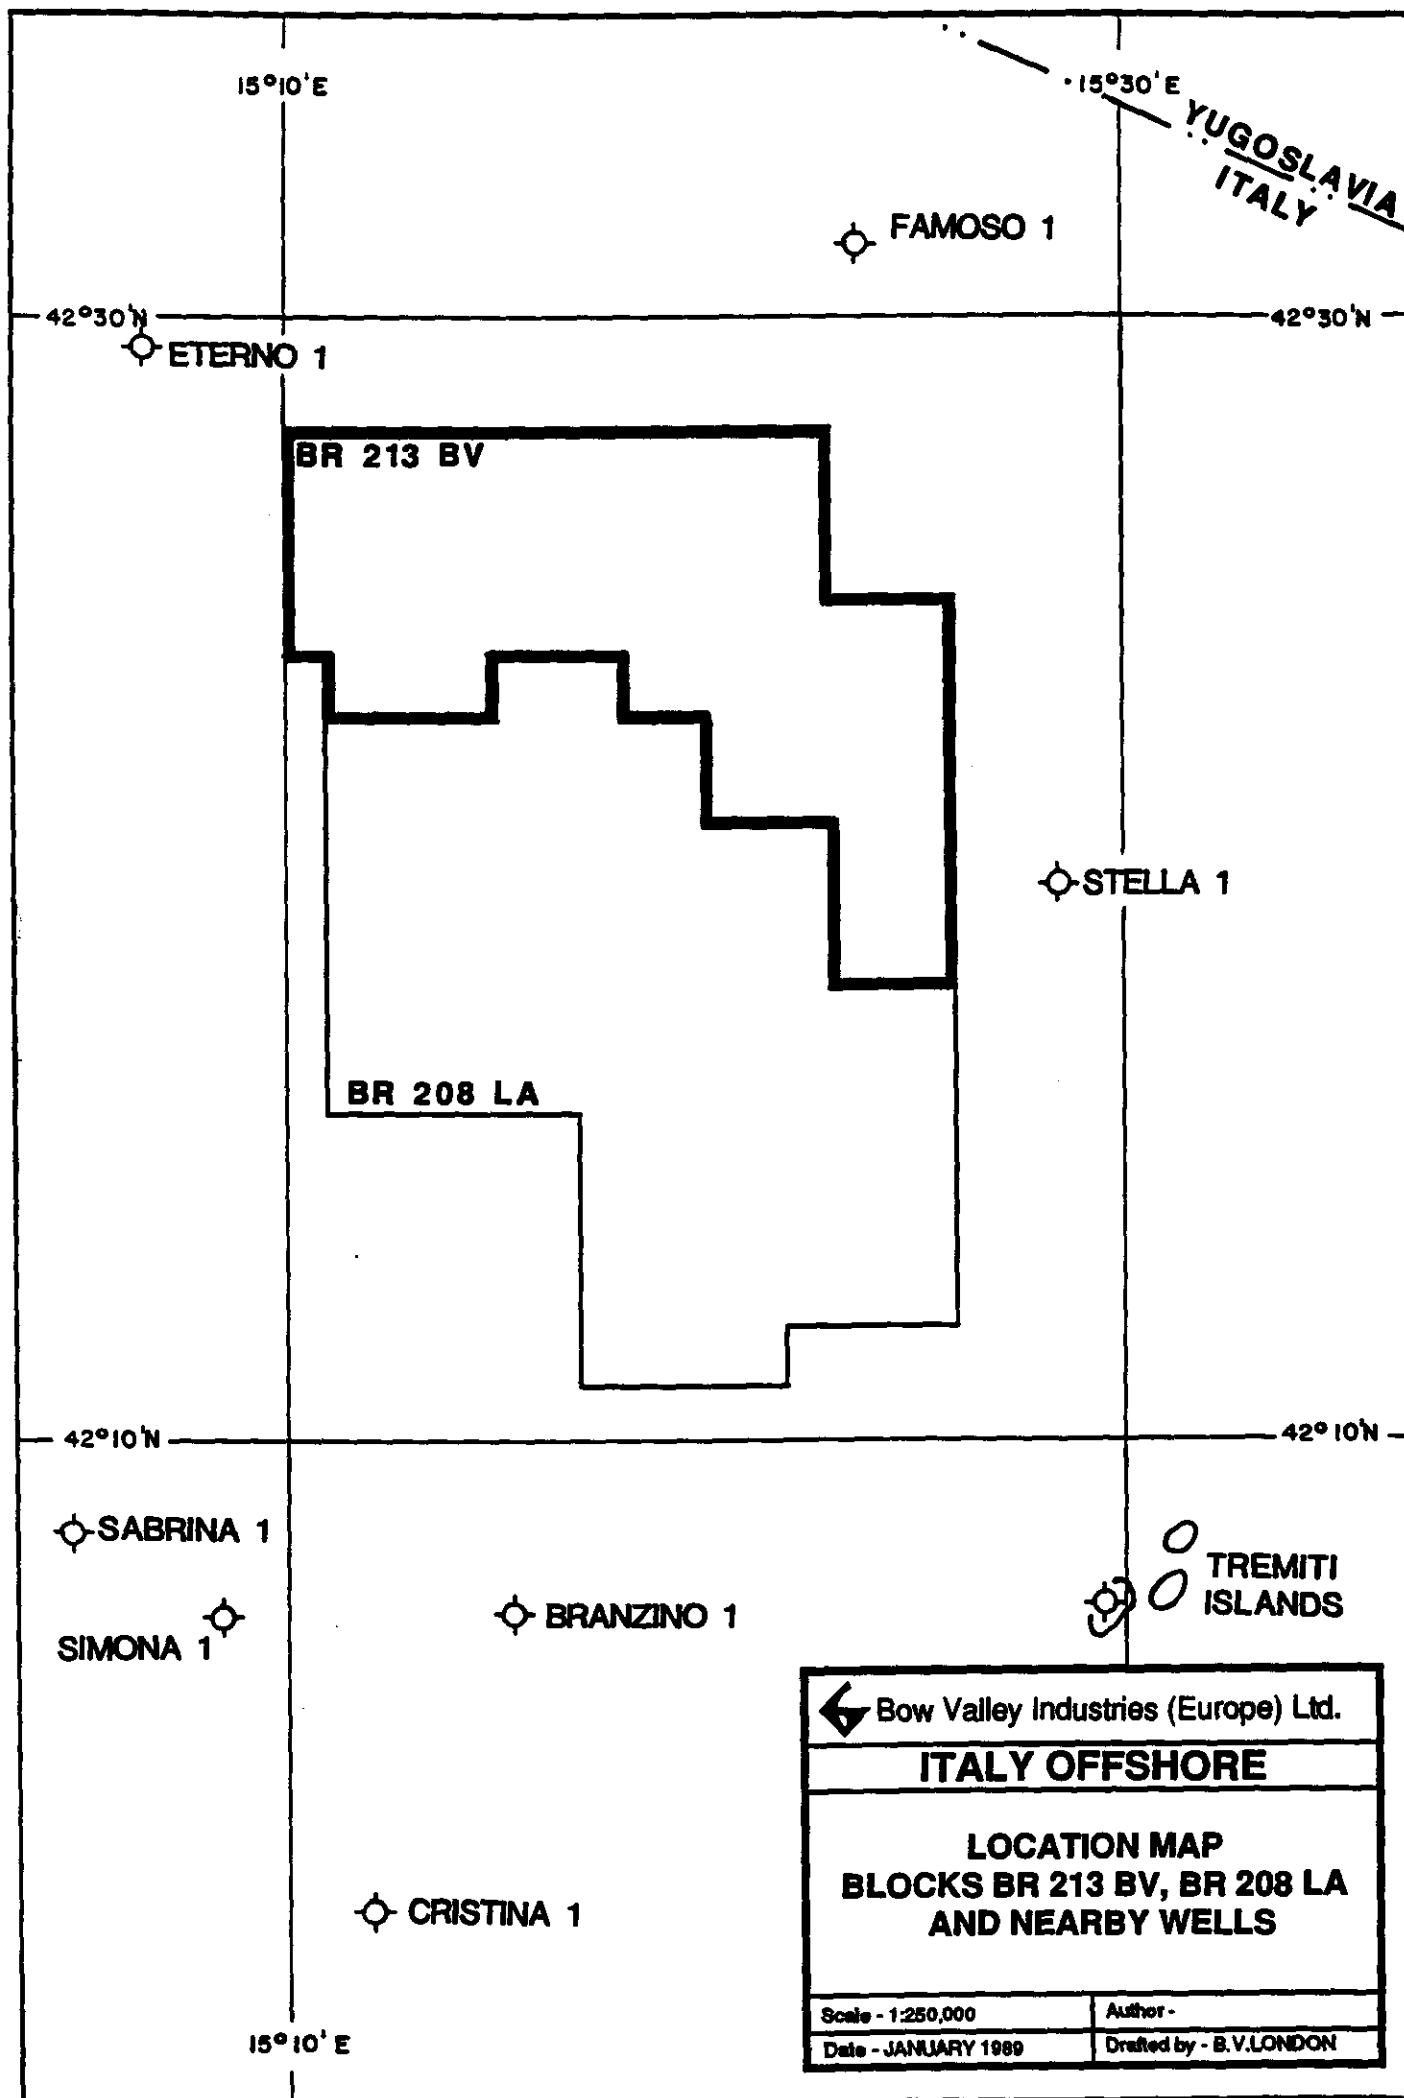 15°10'E
15°30'E
YUGOSLAVIA
ITALY
FAMOSO 1
42°30'N
42°30'N
ETERNO 1
BR 213 BV
STELLA 1
BR 208 LA
42°10'N
42°10'N
SABRINA 1
TREMITI
ISLANDS
SIMONA 1
BRANZINO 1
Bow Valley Industries (Europe) Ltd.
ITALY OFFSHORE
LOCATION MAP
BLOCKS BR 213 BV, BR 208 LA
AND NEARBY WELLS
CRISTINA 1
Scale - 1:250,000
Author -
Date - JANUARY 1989
Drafted by - B.V.LONDON
15°10' E